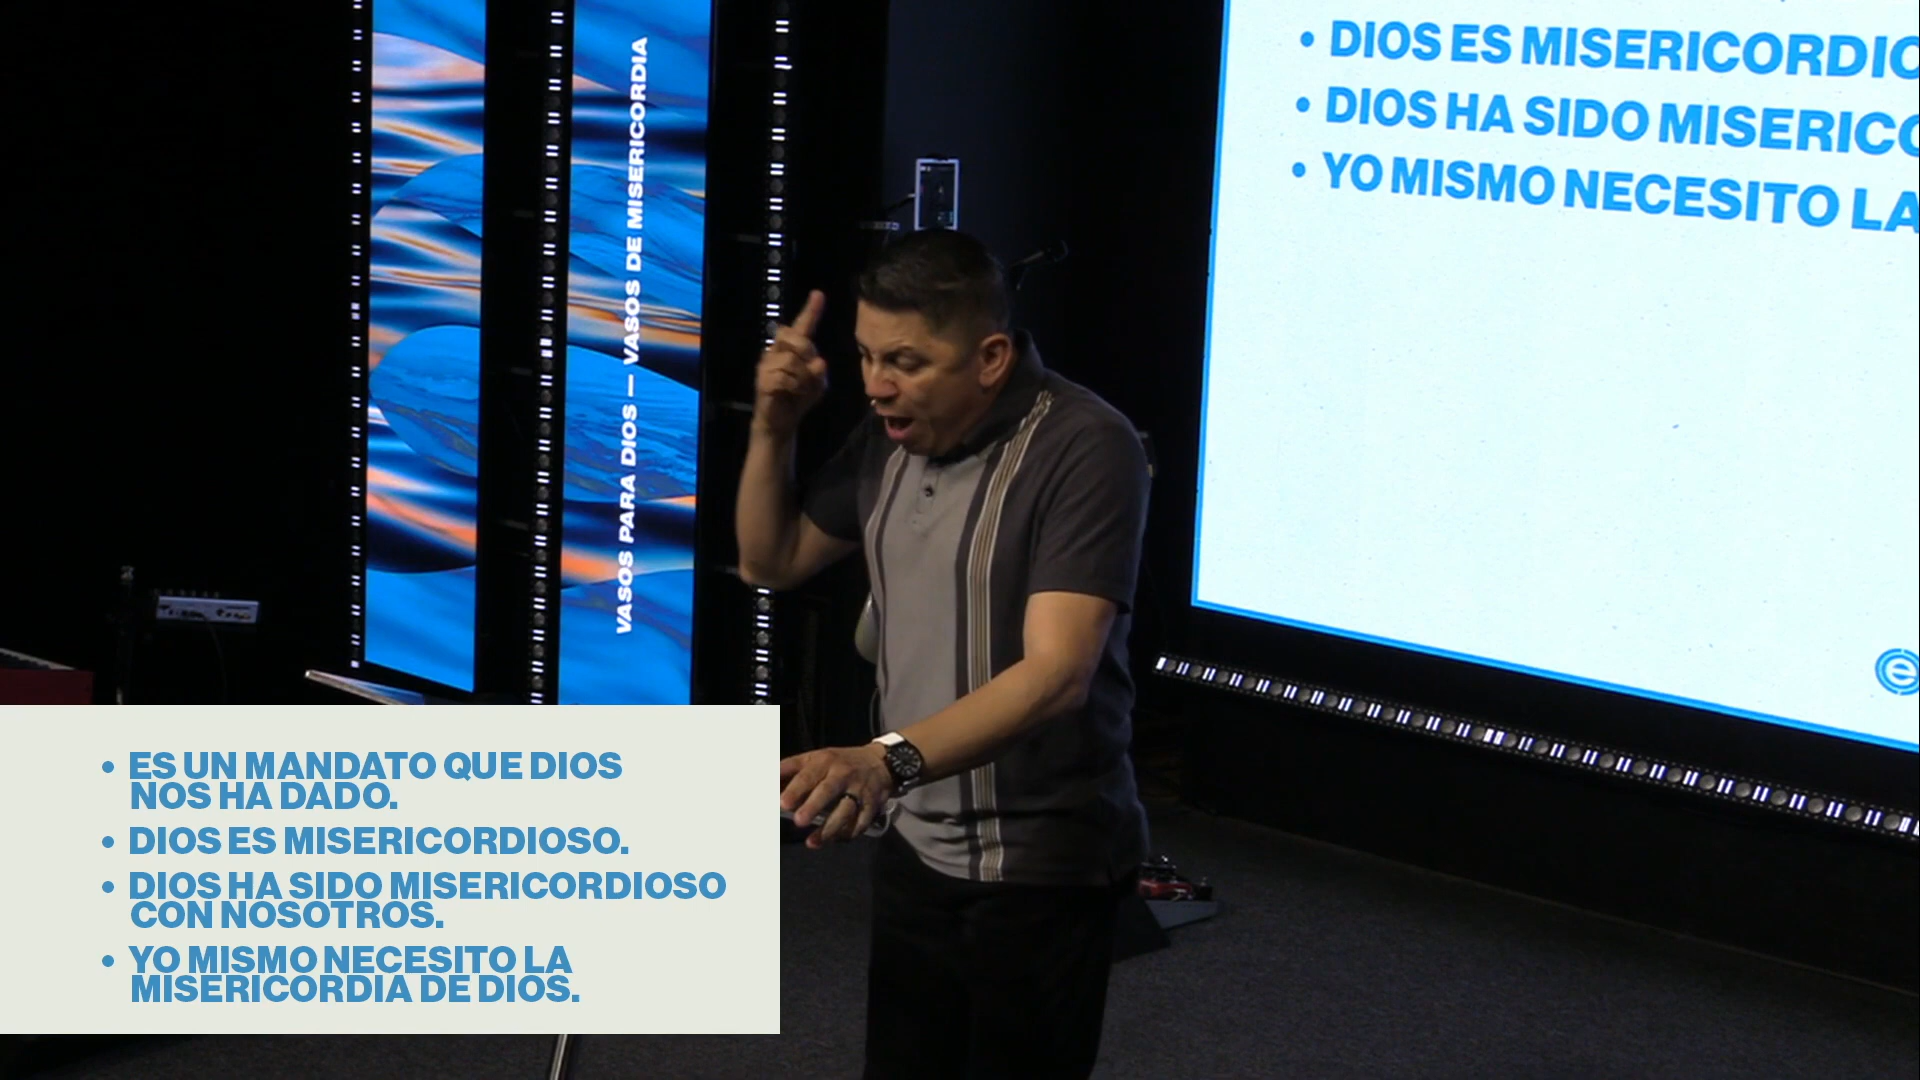 VASOS PARA DIOS — VASOS DE MISERICORDIA
• DIOS ES MISERICORDIO
• DIOS HA SIDO MISERICO
• YO MISMO NECESITO LA
e
• ES UN MANDATO QUE DIOS
NOS HA DADO.
• DIOS ES MISERICORDIOSO.
• DIOS HA SIDO MISERICORDIOSO
CON NOSOTROS.
• YO MISMO NECESITO LA
MISERICORDIA DE DIOS.